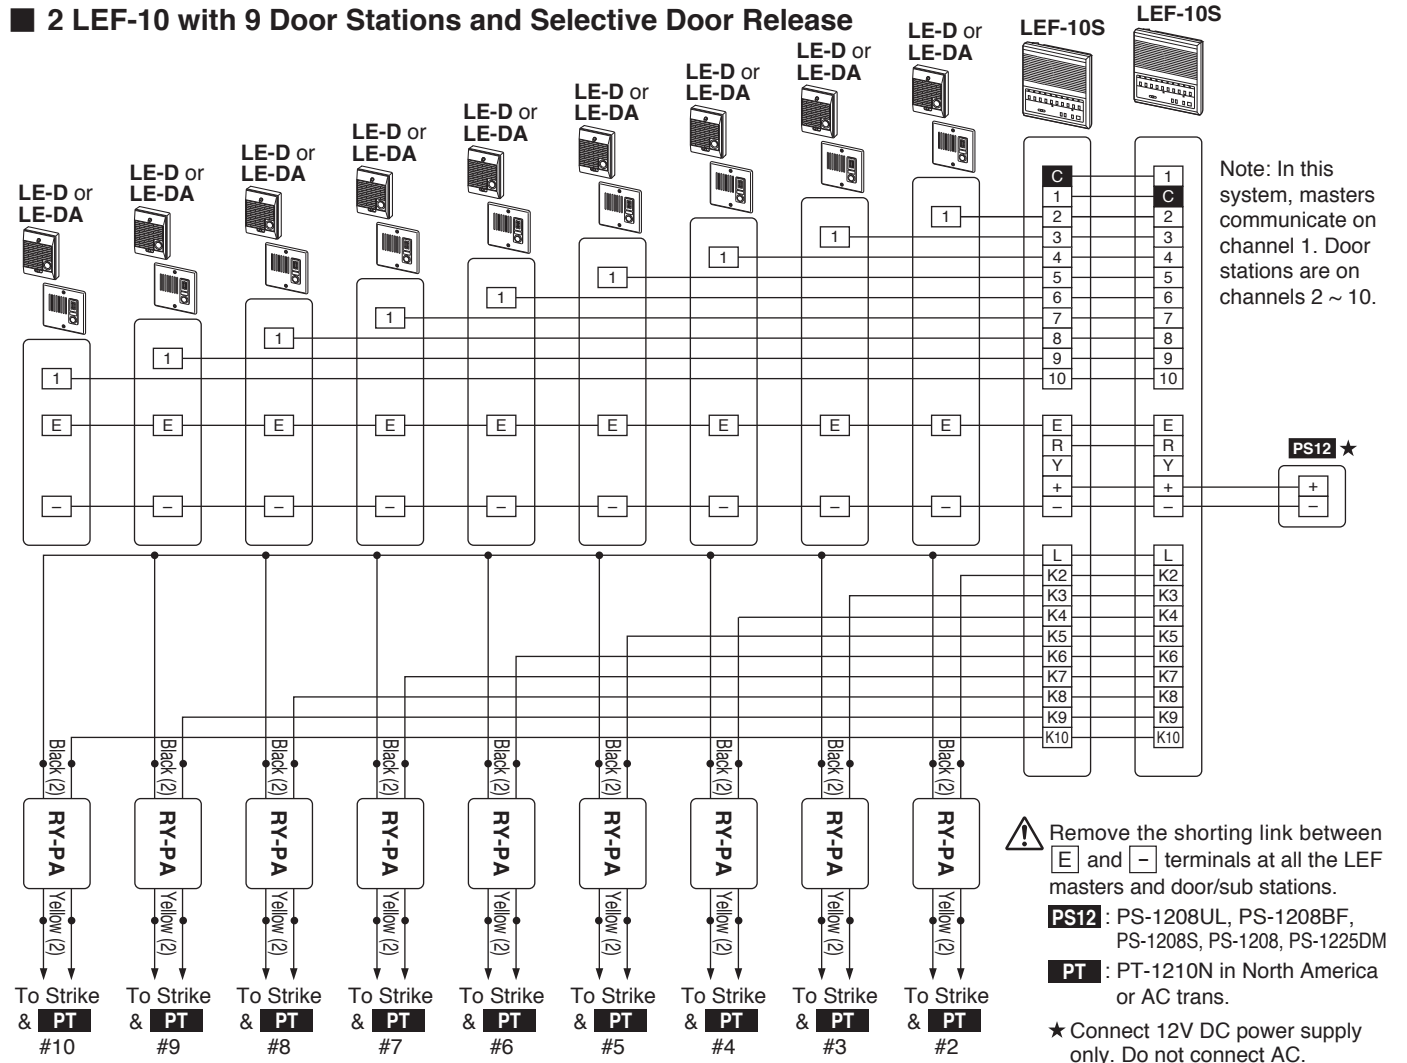 ■ 2 LEF-10 with 9 Door Stations and Selective Door Release
LEF-10S
LEF-10S
LE-D or
LE-DA
LE-D or
LE-DA
LE-D or
LE-DA
LE-D or
LE-DA
LE-D or
LE-DA
LE-D or
LE-DA
LE-D or
LE-DA
LE-D or
LE-DA
LE-D or
LE-DA
Note: In this
system, masters
communicate on
channel 1. Door
stations are on
channels 2 ~ 10.
C 1
1 C
1 2 2
1 3 3
1 4 4
1 5 5
1 6 6
1 7 7
1 8 8
1 9 9
1 10 10
E E E E E E E E E E E
R R
Y Y
PS12 ★
+ + +
– – – – – – – – – – – –
L L
K2 K2
K3 K3
K4 K4
K5 K5
K6 K6
K7 K7
K8 K8
K9 K9
K10 K10
Black (2) Black (2) Black (2) Black (2) Black (2) Black (2) Black (2) Black (2) Black (2)
RY-PA RY-PA RY-PA RY-PA RY-PA RY-PA RY-PA RY-PA RY-PA
Yellow (2) Yellow (2) Yellow (2) Yellow (2) Yellow (2) Yellow (2) Yellow (2) Yellow (2) Yellow (2)
To Strike To Strike To Strike To Strike To Strike To Strike To Strike To Strike To Strike
& PT & PT & PT & PT & PT & PT & PT & PT & PT
#10 #9 #8 #7 #6 #5 #4 #3 #2
Remove the shorting link between
E and – terminals at all the LEF
masters and door/sub stations.
PS12 : PS-1208UL, PS-1208BF,
PS-1208S, PS-1208, PS-1225DM
PT : PT-1210N in North America
or AC trans.
★ Connect 12V DC power supply
only. Do not connect AC.